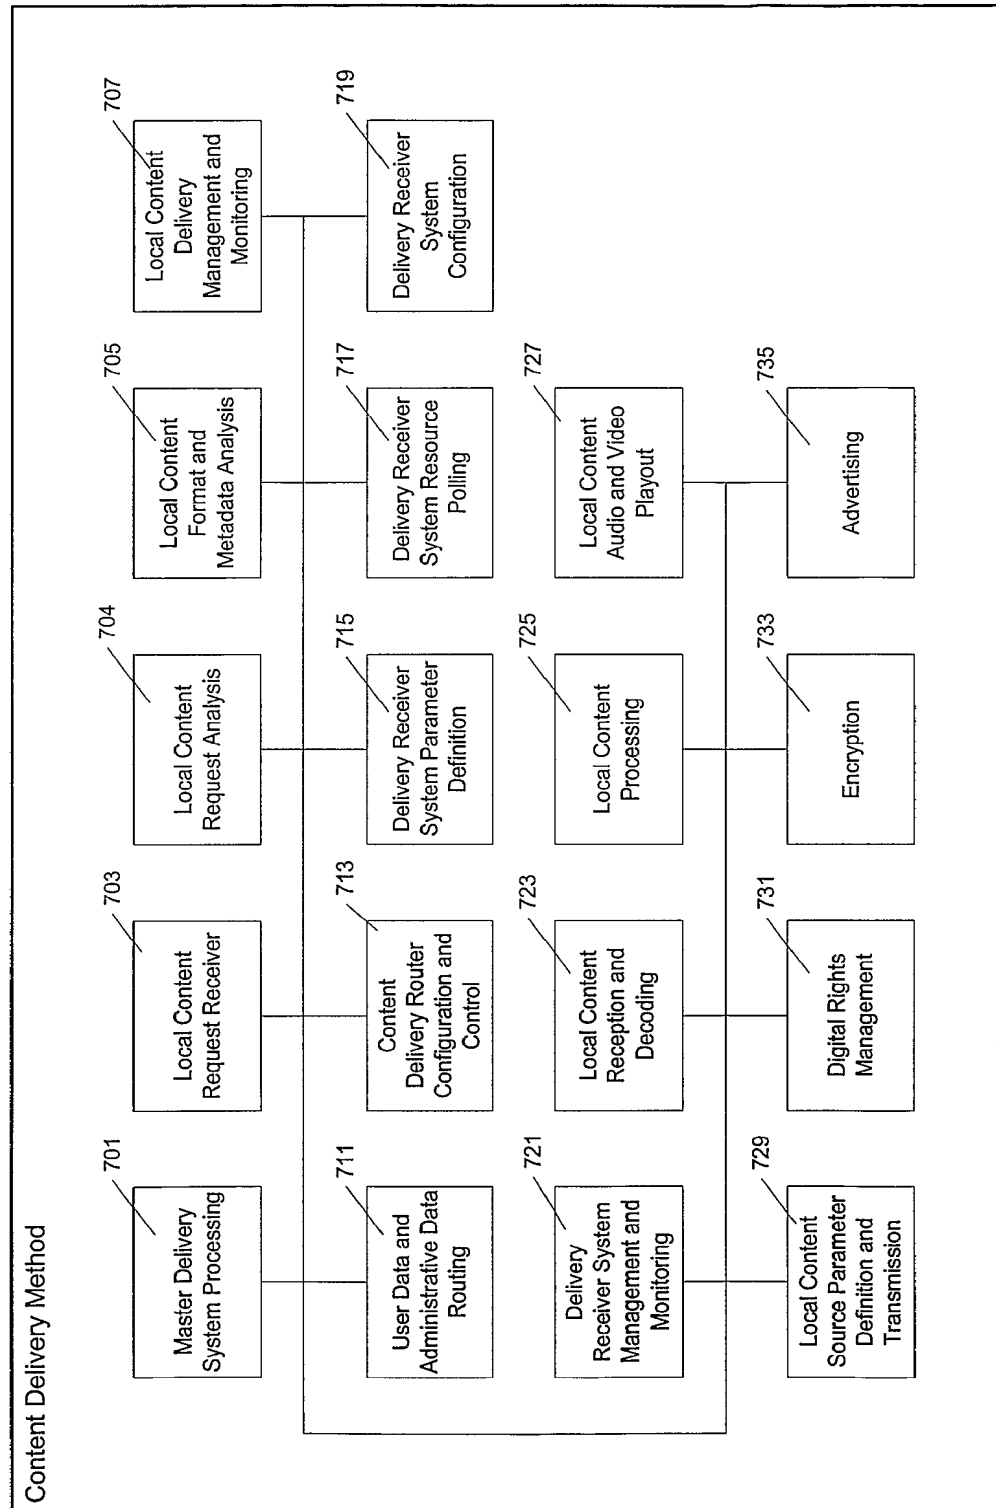 Content Delivery Method
701
Master Delivery
System Processing
703
Local Content
Request Receiver
704
Local Content
Request Analysis
705
Local Content
Format and
Metadata Analysis
707
Local Content
Delivery
Management and
Monitoring
711
User Data and
Administrative Data
Routing
713
Content
Delivery Router
Configuration and
Control
715
Delivery Receiver
System Parameter
Definition
717
Delivery Receiver
System Resource
Polling
719
Delivery Receiver
System
Configuration
721
Delivery
Receiver System
Management and
Monitoring
723
Local Content
Reception and
Decoding
725
Local Content
Processing
727
Local Content
Audio and Video
Playout
729
Local Content
Source Parameter
Definition and
Transmission
731
Digital Rights
Management
733
Encryption
735
Advertising